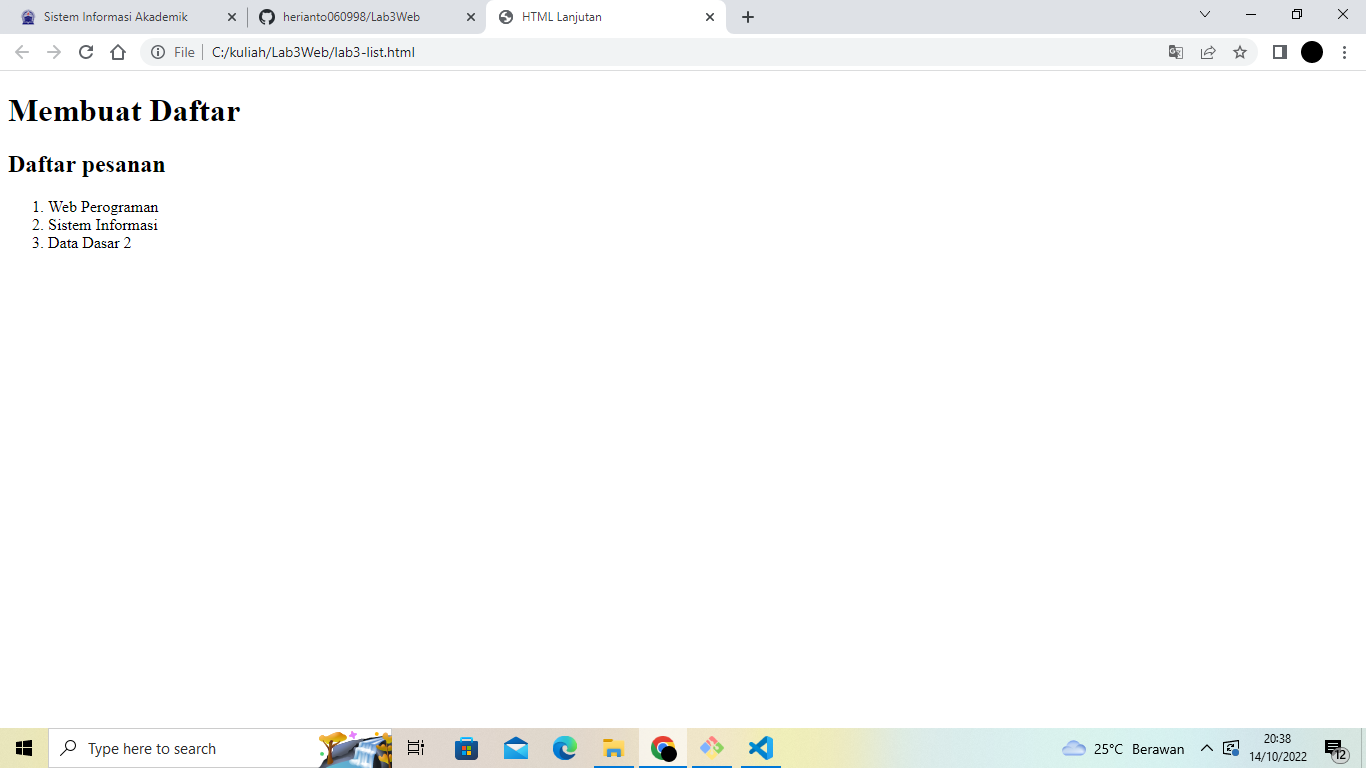 Sistem Informasi Akademik
herianto060998/Lab3Web
HTML Lanjutan
File
C:/kuliah/Lab3Web/lab3-list.html
Membuat Daftar
Daftar pesanan
1. Web Perograman
2. Sistem Informasi
3. Data Dasar 2
Type here to search
25°C Berawan
20:38
14/10/2022
12